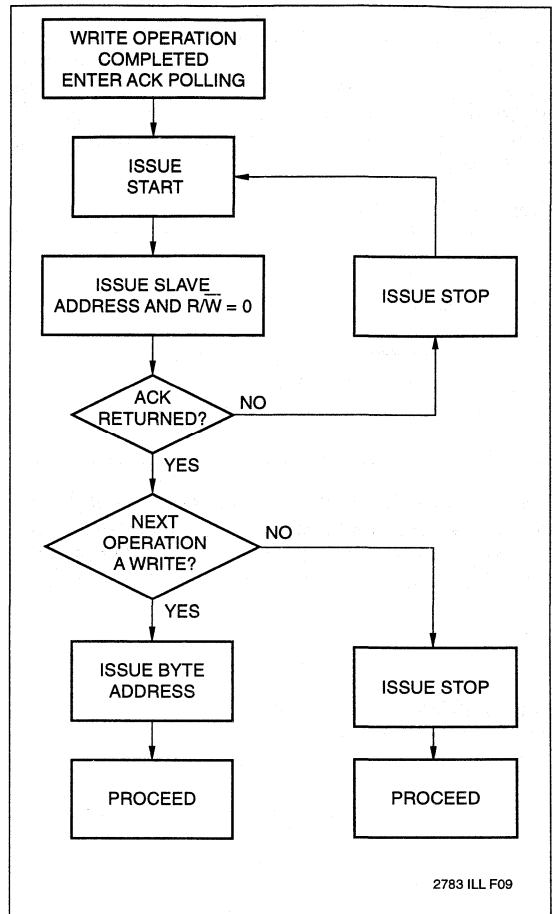 WRITE OPERATION
COMPLETED
ENTER ACK POLLING
ISSUE
START
ISSUE SLAVE
ADDRESS AND R/W̅ = 0
ISSUE STOP
ACK
RETURNED?
NO
YES
NEXT
OPERATION
A WRITE?
NO
YES
ISSUE BYTE
ADDRESS
ISSUE STOP
PROCEED
PROCEED
2783 ILL F09